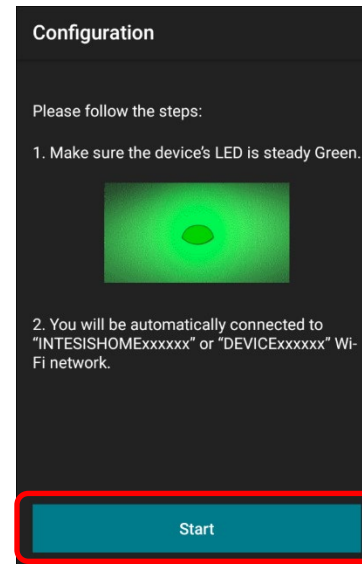 Configuration
Please follow the steps:
1. Make sure the device's LED is steady Green.
2. You will be automatically connected to
"INTESISHOMExxxxxx" or "DEVICExxxxxx" Wi-
Fi network.
Start